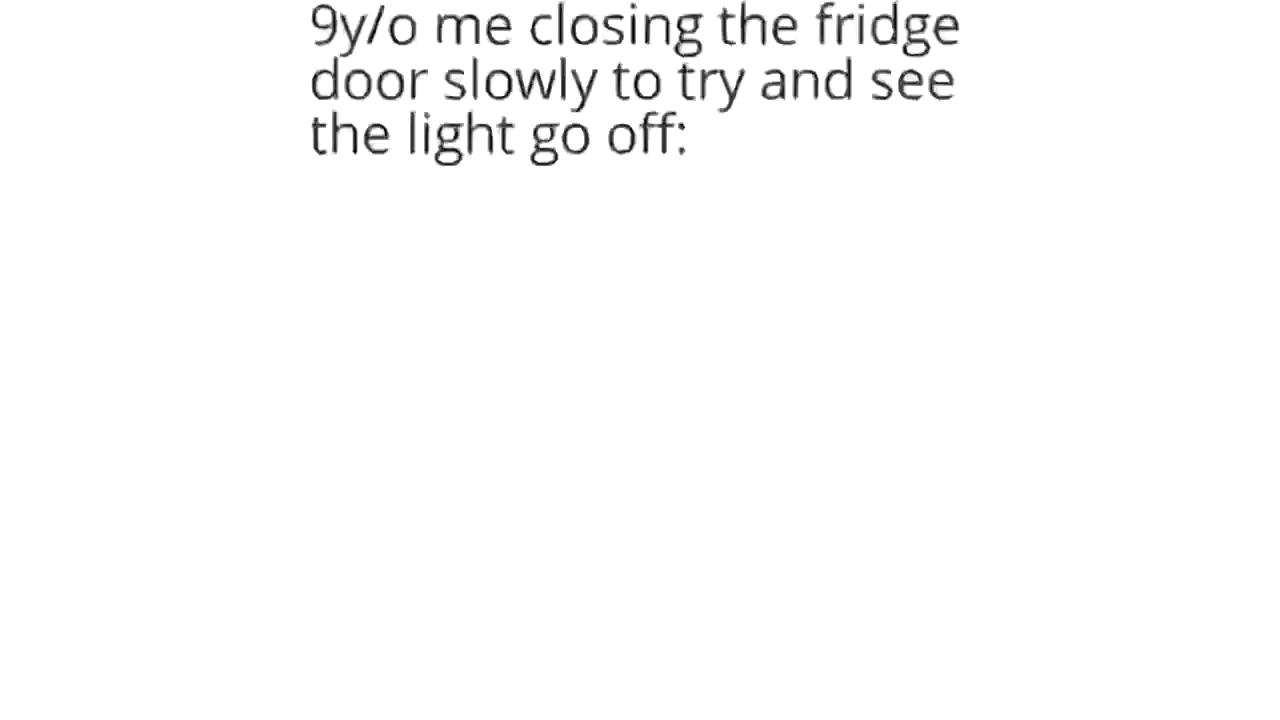 9y/o me closing the fridge
door slowly to try and see
the light go off: